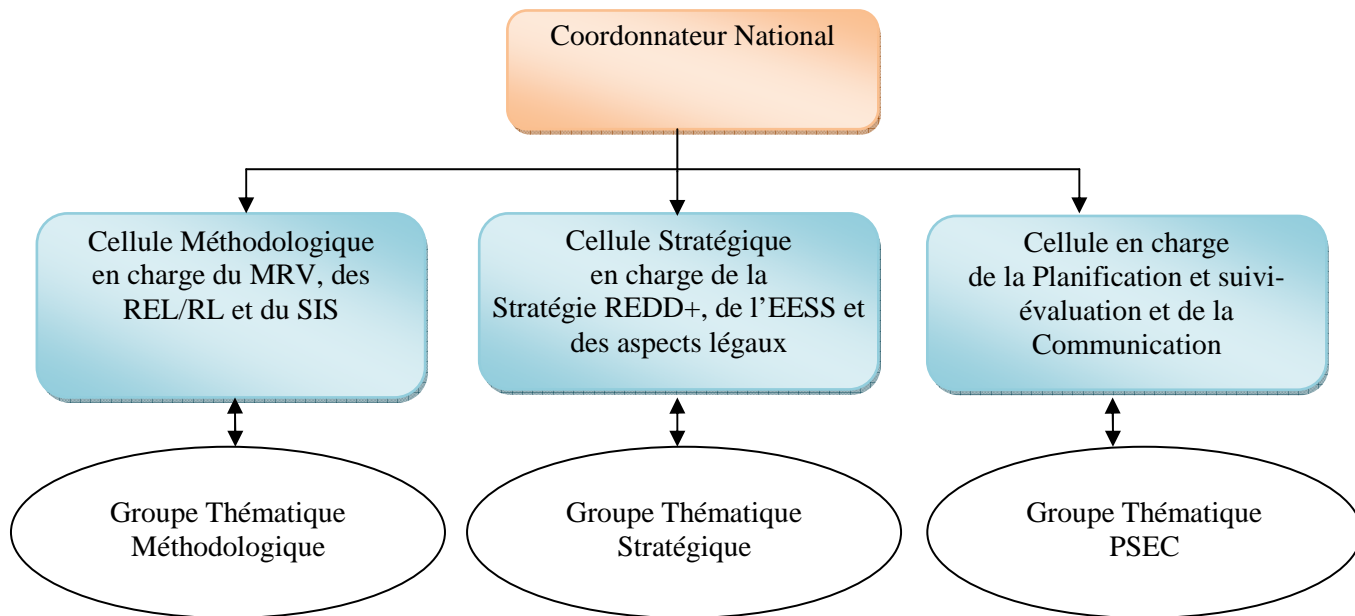 Coordonnateur National
Cellule Méthodologique
en charge du MRV, des
REL/RL et du SIS
Cellule Stratégique
en charge de la
Stratégie REDD+, de l’EESS et
des aspects légaux
Cellule en charge
de la Planification et suivi-
évaluation et de la
Communication
Groupe Thématique
Méthodologique
Groupe Thématique
Stratégique
Groupe Thématique
PSEC